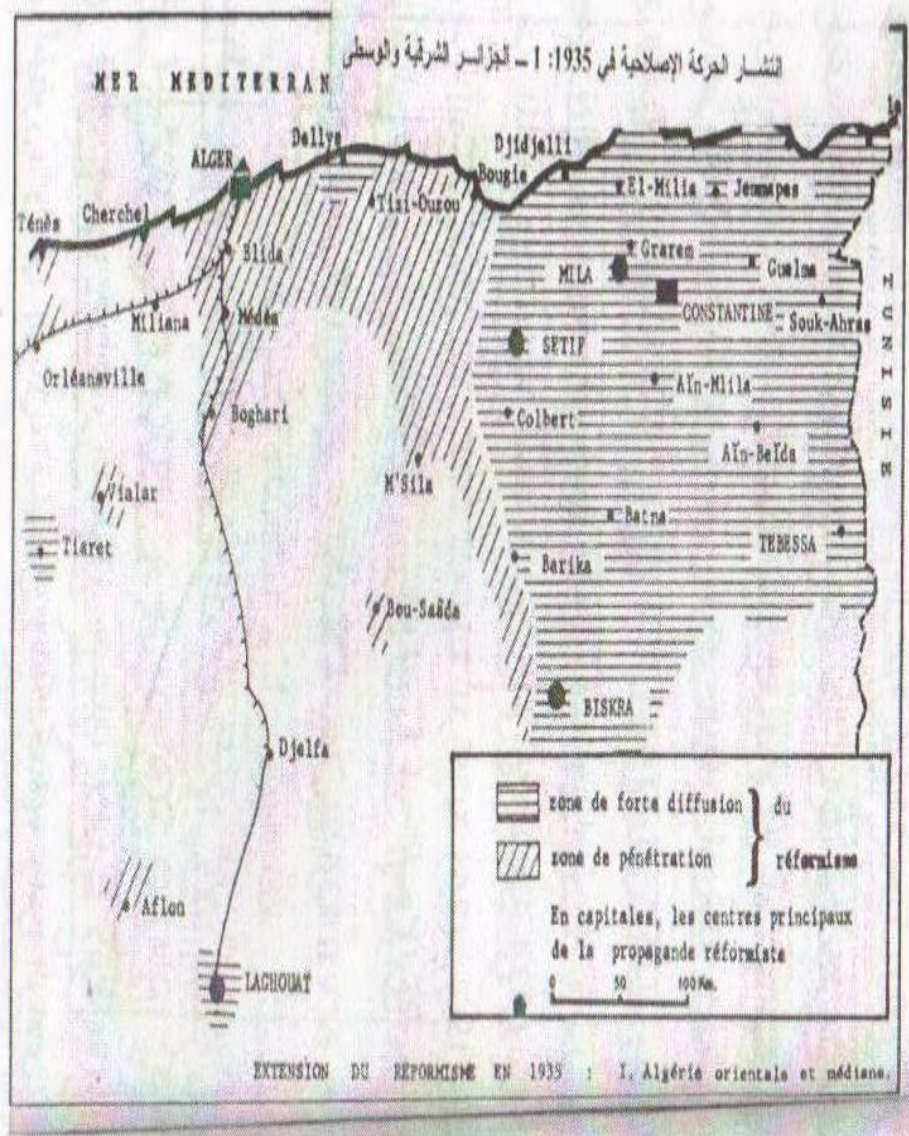 انتشار الحركة الإصلاحية في 1935: 1 – الجزائر الشرقية والوسطى
MER MEDITERRAN
Dellys
Djidjelli
ALGER
Bougie
El-Milia
Jemmapes
Tizi-Ouzou
Cherchel
Ténès
Blida
Grarem
Guelma
MILA
CONSTANTINE
Souk-Ahras
TUNISIE
Miliana
Médéa
SETIF
Orléansville
Aïn-Mlila
Boghari
Colbert
Aïn-Beïda
M'Sila
Vialar
Batna
TEBESSA
Tiaret
Barika
Bou-Saâda
BISKRA
Djelfa
zone de forte diffusion
du
zone de pénétration
réformisme
Aflou
En capitales, les centres principaux
de la propagande réformiste
LAGHOUAT
0 50 100 Km.
EXTENSION DU REFORMISME EN 1935 : I. Algérie orientale et médiane.